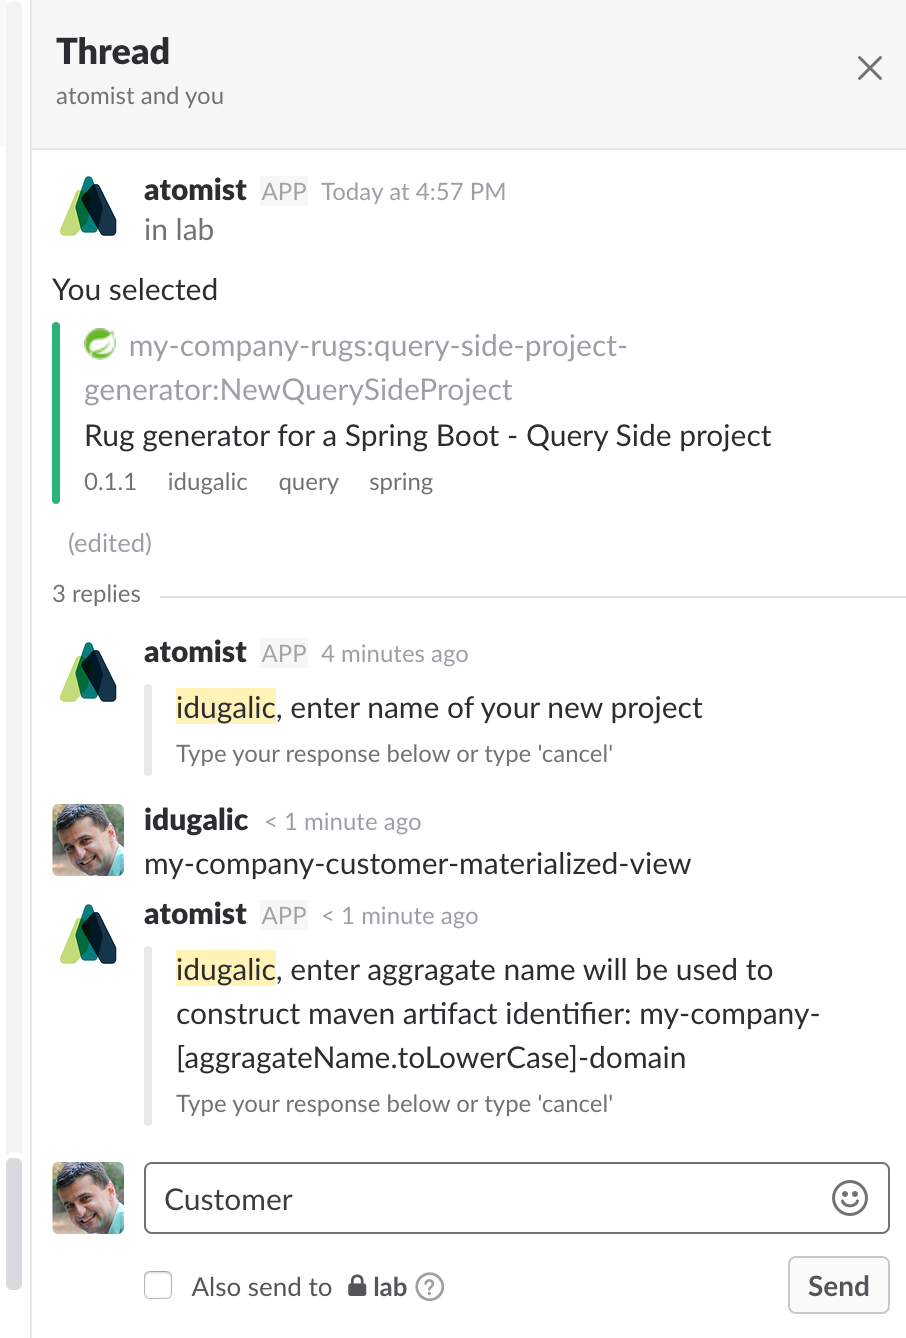 Thread
atomist and you
atomist APP Today at 4:57 PM
in lab
You selected
my-company-rugs:query-side-project-
generator:NewQuerySideProject
Rug generator for a Spring Boot - Query Side project
0.1.1 idugalic query spring
(edited)
3 replies
atomist APP 4 minutes ago
idugalic, enter name of your new project
Type your response below or type 'cancel'
idugalic < 1 minute ago
my-company-customer-materialized-view
atomist APP < 1 minute ago
idugalic, enter aggragate name will be used to
construct maven artifact identifier: my-company-
[aggragateName.toLowerCase]-domain
Type your response below or type 'cancel'
Customer
Also send to lab ?
Send